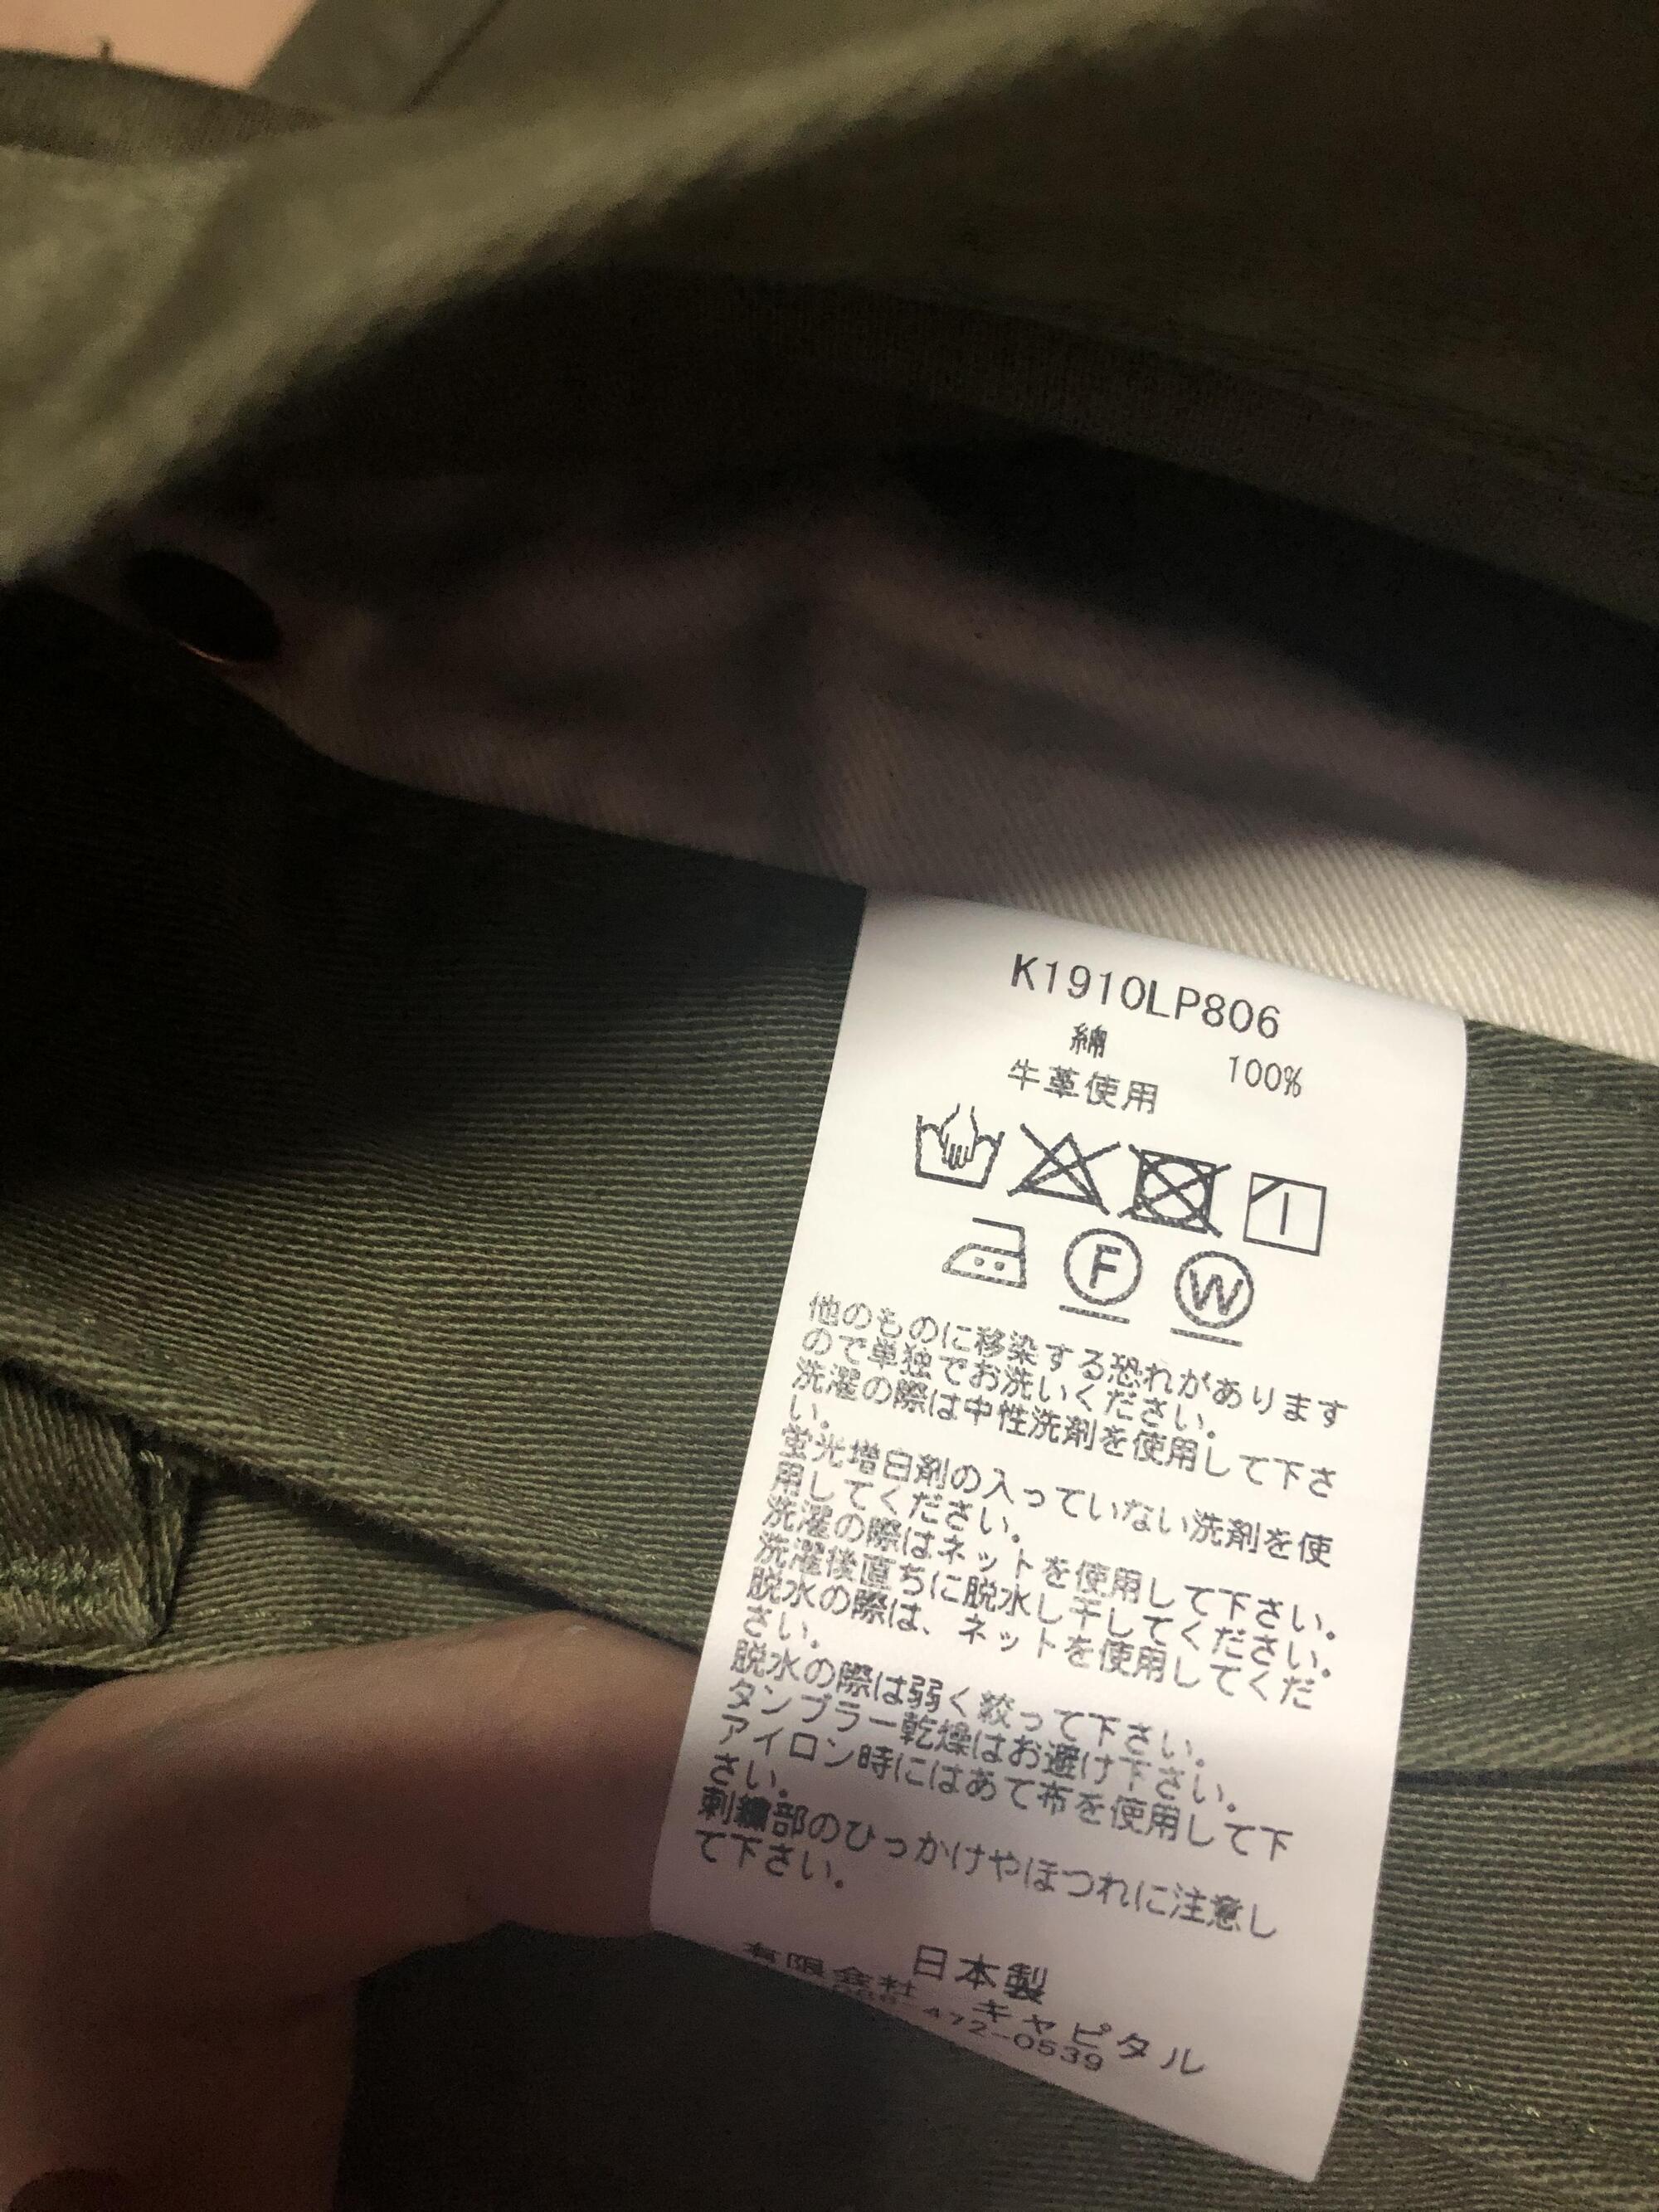 K1910LP806
綿 100%
牛革使用
F W
他のものに移染する恐れがあります
ので単独でお洗いください。
洗濯の際は中性洗剤を使用して下さ
い。
蛍光増白剤の入っていない洗剤を使
用してください。
洗濯の際はネットを使用して下さい。
洗濯後直ちに脱水し干してください。
脱水の際は、ネットを使用してくだ
さい。
脱水の際は弱く絞って下さい。
タンブラー乾燥はお避け下さい。
アイロン時にはあて布を使用して下
さい。
刺繍部のひっかけやほつれに注意し
て下さい。
日本製
有限会社 キャピタル
472-0539